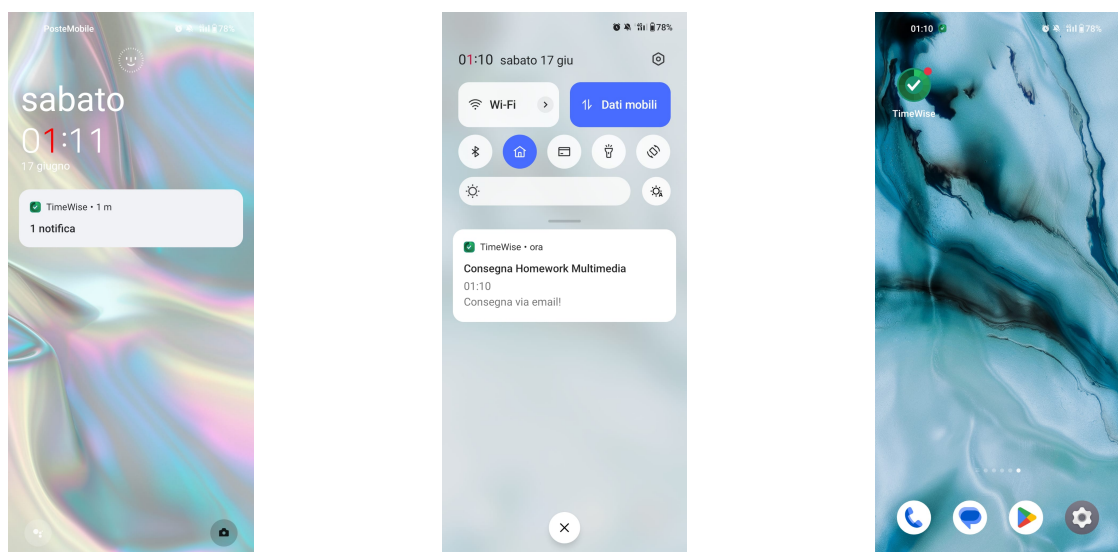 PosteMobile
78%
sabato
01:11
17 giugno
TimeWise • 1 m
1 notifica
78%
01:10 sabato 17 giu
Wi-Fi
Dati mobili
TimeWise • ora
Consegna Homework Multimedia
01:10
Consegna via email!
01:10
78%
TimeWise